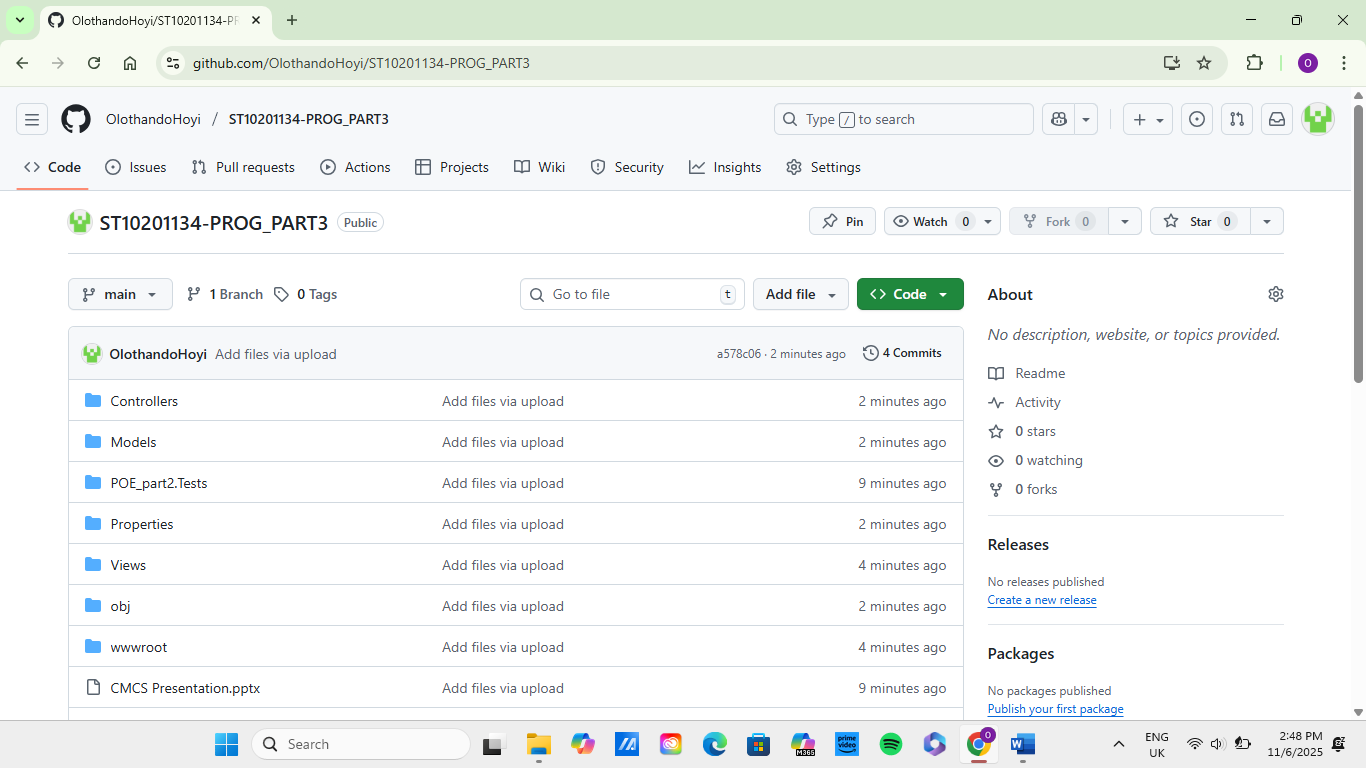 OlothandoHoyi/ST10201134-PR
github.com/OlothandoHoyi/ST10201134-PROG_PART3
O
OlothandoHoyi / ST10201134-PROG_PART3
Type / to search
Code
Issues
Pull requests
Actions
Projects
Wiki
Security
Insights
Settings
ST10201134-PROG_PART3 Public
Pin
Watch 0
Fork 0
Star 0
main
1 Branch
0 Tags
Go to file t
Add file
Code
OlothandoHoyi Add files via upload a578c06 · 2 minutes ago 4 Commits
Controllers Add files via upload 2 minutes ago
Models Add files via upload 2 minutes ago
POE_part2.Tests Add files via upload 9 minutes ago
Properties Add files via upload 2 minutes ago
Views Add files via upload 4 minutes ago
obj Add files via upload 2 minutes ago
wwwroot Add files via upload 4 minutes ago
CMCS Presentation.pptx Add files via upload 9 minutes ago
About
No description, website, or topics provided.
Readme
Activity
0 stars
0 watching
0 forks
Releases
No releases published
Create a new release
Packages
No packages published
Publish your first package
Search
M365
prime video
O
W
ENG
UK
2:48 PM
11/6/2025